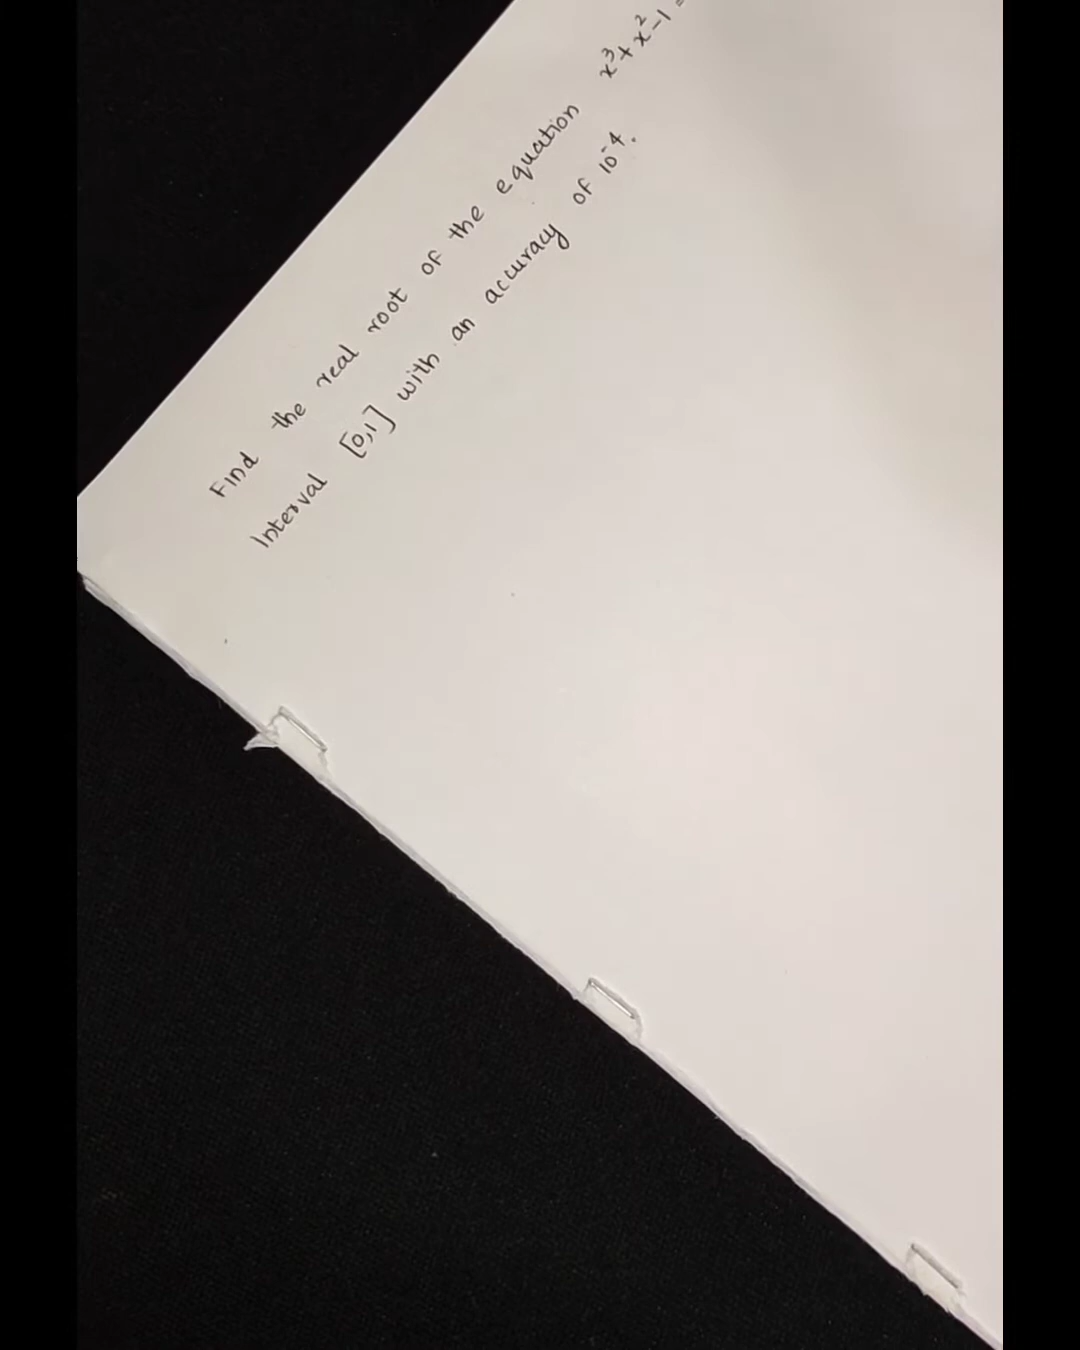 Find the real root of the equation x³+x²-1=
Interval [0,1] with an accuracy of 10⁻⁴.